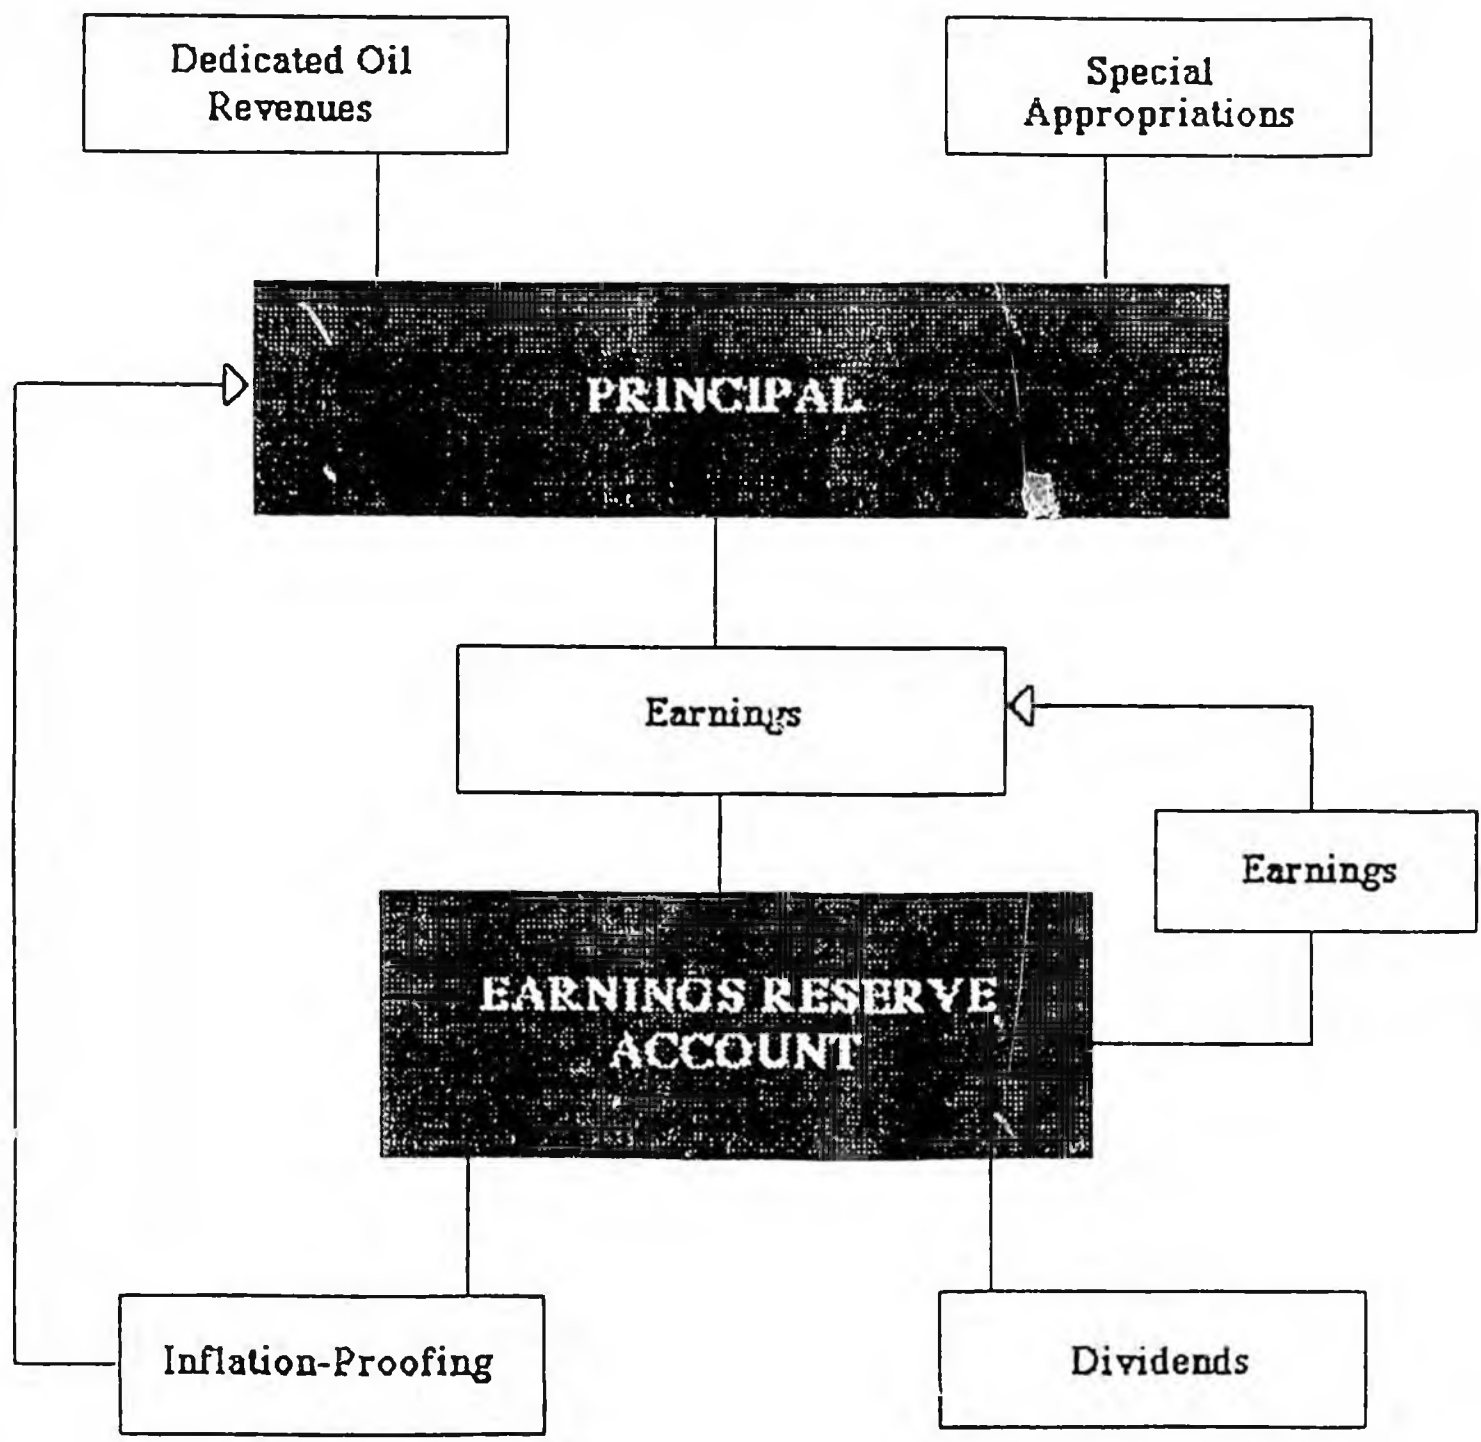 Dedicated Oil
Revenues
Special
Appropriations
PRINCIPAL
Earnings
Earnings
EARNINGS RESERVE
ACCOUNT
Inflation-Proofing
Dividends